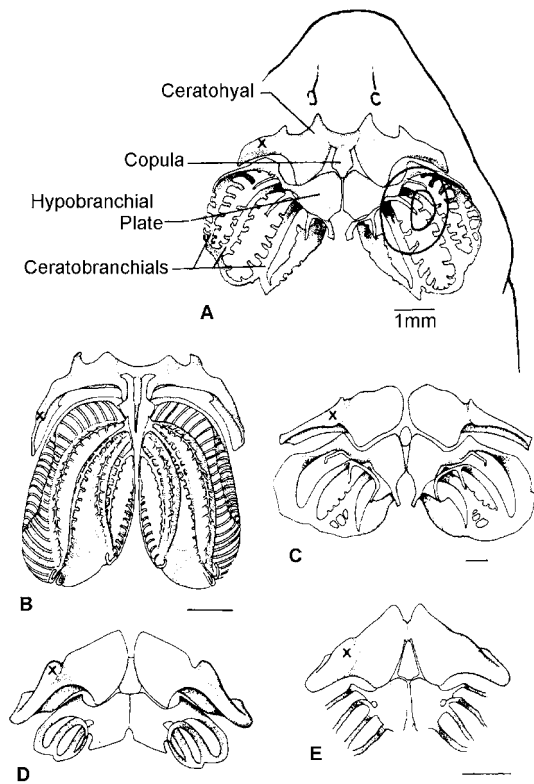 Ceratohyal
x
Copula
Hypobranchial
Plate
Ceratobranchials
A
1mm
x
B
x
C
x
D
x
E